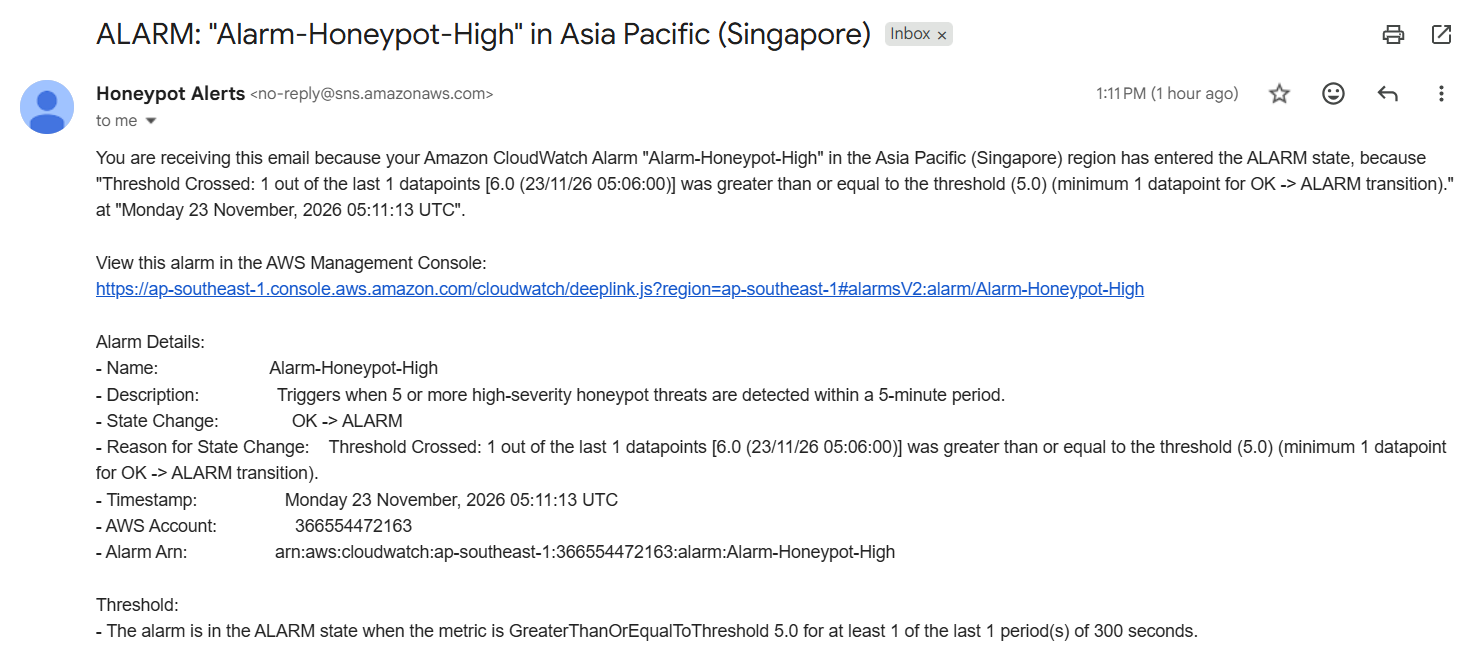 ALARM: "Alarm-Honeypot-High" in Asia Pacific (Singapore) Inbox ×
Honeypot Alerts <no-reply@sns.amazonaws.com> 1:11 PM (1 hour ago)
to me
You are receiving this email because your Amazon CloudWatch Alarm "Alarm-Honeypot-High" in the Asia Pacific (Singapore) region has entered the ALARM state, because
"Threshold Crossed: 1 out of the last 1 datapoints [6.0 (23/11/26 05:06:00)] was greater than or equal to the threshold (5.0) (minimum 1 datapoint for OK -> ALARM transition)."
at "Monday 23 November, 2026 05:11:13 UTC".
View this alarm in the AWS Management Console:
https://ap-southeast-1.console.aws.amazon.com/cloudwatch/deeplink.js?region=ap-southeast-1#alarmsV2:alarm/Alarm-Honeypot-High
Alarm Details:
- Name: Alarm-Honeypot-High
- Description: Triggers when 5 or more high-severity honeypot threats are detected within a 5-minute period.
- State Change: OK -> ALARM
- Reason for State Change: Threshold Crossed: 1 out of the last 1 datapoints [6.0 (23/11/26 05:06:00)] was greater than or equal to the threshold (5.0) (minimum 1 datapoint
for OK -> ALARM transition).
- Timestamp: Monday 23 November, 2026 05:11:13 UTC
- AWS Account: 366554472163
- Alarm Arn: arn:aws:cloudwatch:ap-southeast-1:366554472163:alarm:Alarm-Honeypot-High
Threshold:
- The alarm is in the ALARM state when the metric is GreaterThanOrEqualToThreshold 5.0 for at least 1 of the last 1 period(s) of 300 seconds.